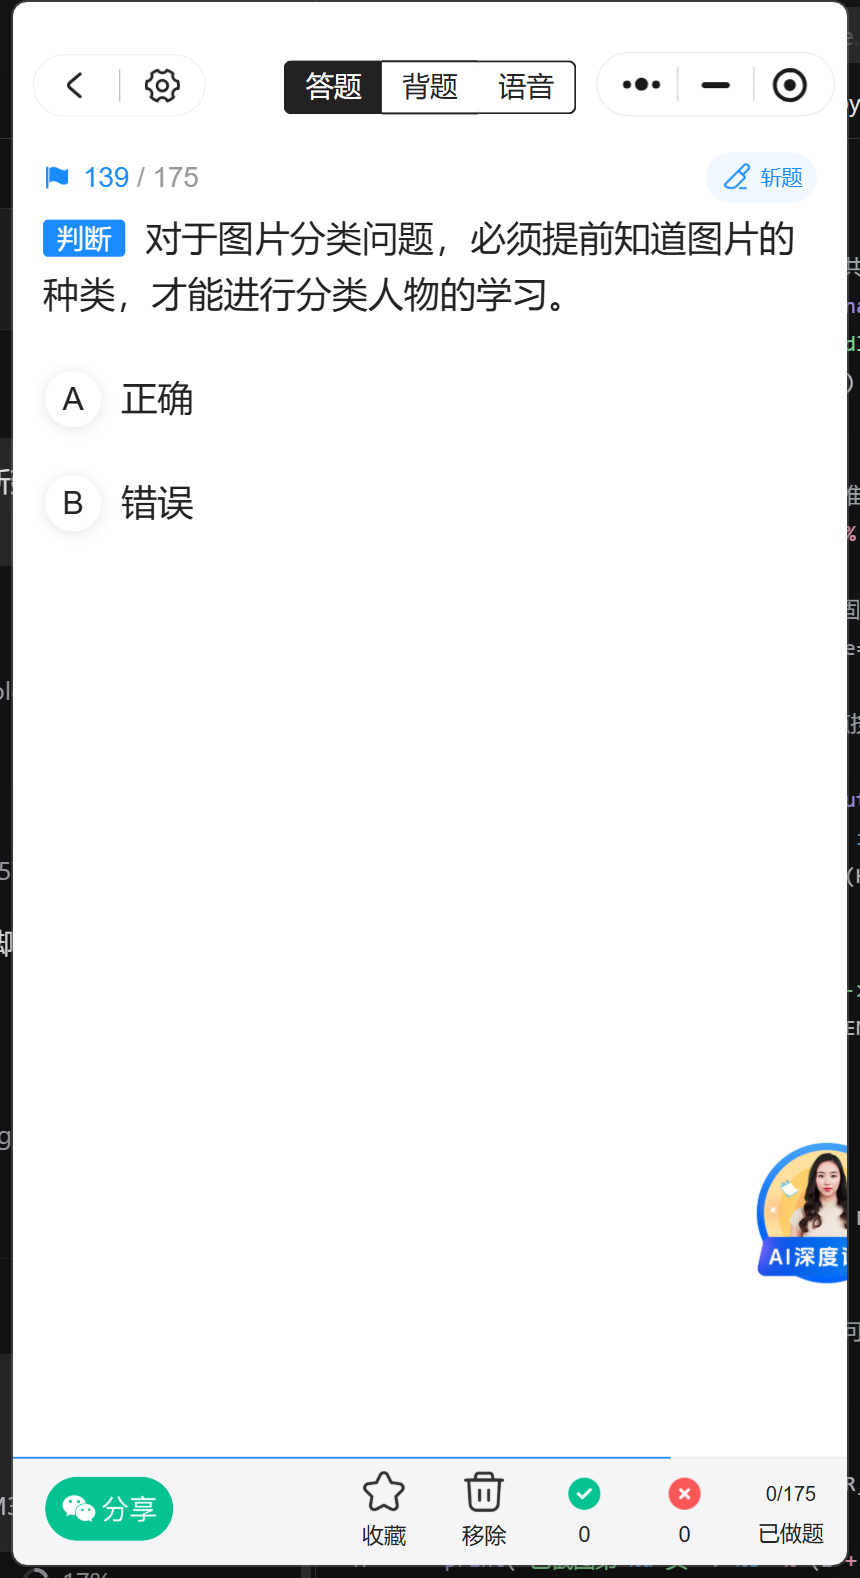 答题 背题 语音
139 / 175
斩题
判断 对于图片分类问题，必须提前知道图片的
种类，才能进行分类人物的学习。
A 正确
B 错误
AI深度
分享
收藏
移除
0
0
0/175
已做题
17%